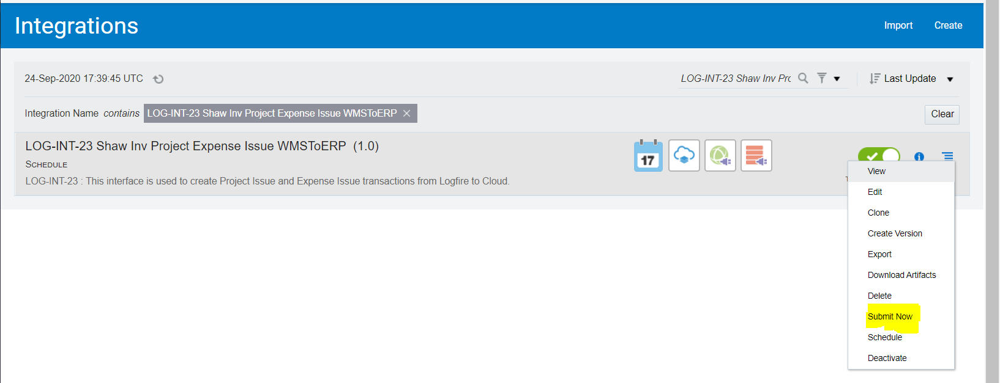 Integrations
Import Create
24-Sep-2020 17:39:45 UTC
LOG-INT-23 Shaw Inv Prc
Last Update
Integration Name contains LOG-INT-23 Shaw Inv Project Expense Issue WMSToERP
Clear
LOG-INT-23 Shaw Inv Project Expense Issue WMSToERP (1.0)
17
SCHEDULE
LOG-INT-23 : This interface is used to create Project Issue and Expense Issue transactions from Logfire to Cloud.
View
Edit
Clone
Create Version
Export
Download Artifacts
Delete
Submit Now
Schedule
Deactivate